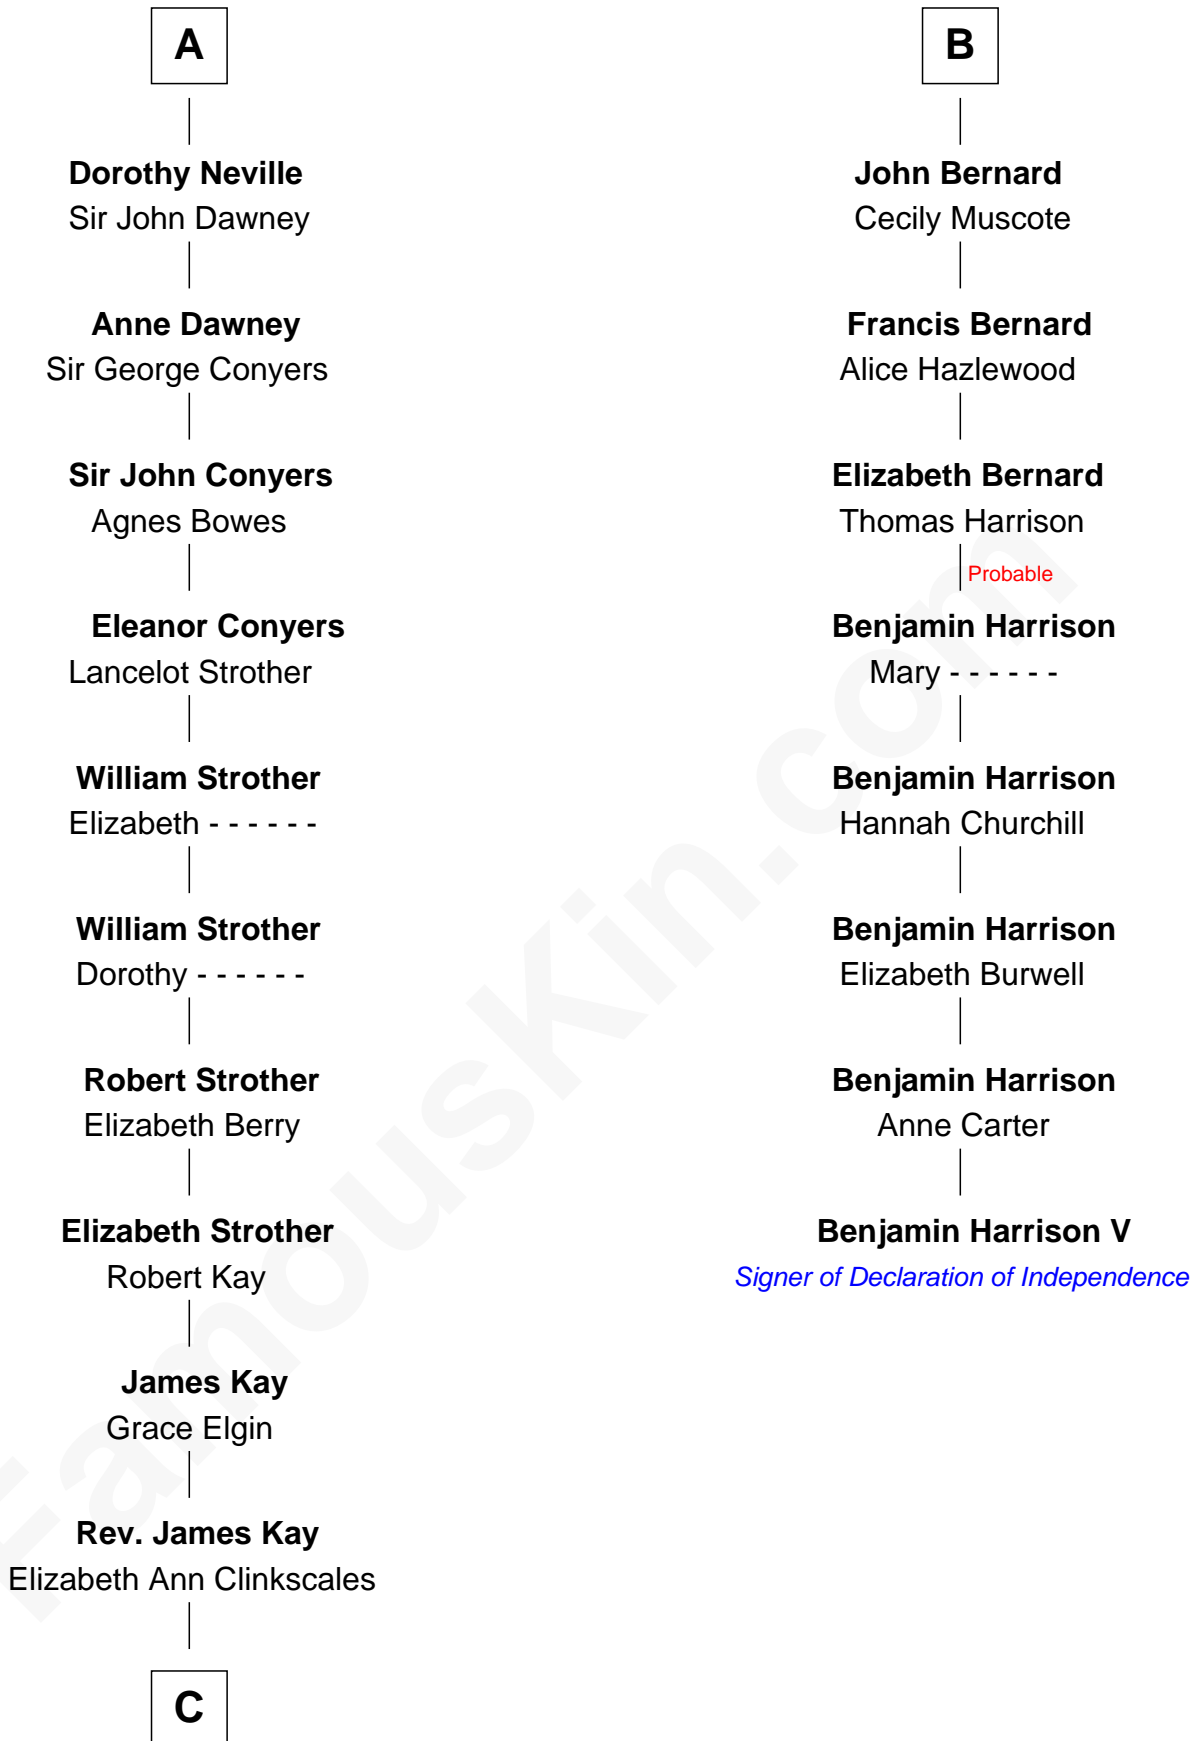 A
Dorothy Neville
Sir John Dawney
Anne Dawney
Sir George Conyers
Sir John Conyers
Agnes Bowes
Eleanor Conyers
Lancelot Strother
William Strother
Elizabeth - - - - - -
William Strother
Dorothy - - - - - -
Robert Strother
Elizabeth Berry
Elizabeth Strother
Robert Kay
James Kay
Grace Elgin
Rev. James Kay
Elizabeth Ann Clinkscales
C
B
John Bernard
Cecily Muscote
Francis Bernard
Alice Hazlewood
Elizabeth Bernard
Thomas Harrison
Probable
Benjamin Harrison
Mary - - - - - -
Benjamin Harrison
Hannah Churchill
Benjamin Harrison
Elizabeth Burwell
Benjamin Harrison
Anne Carter
Benjamin Harrison V
Signer of Declaration of Independence
FamousKin.com